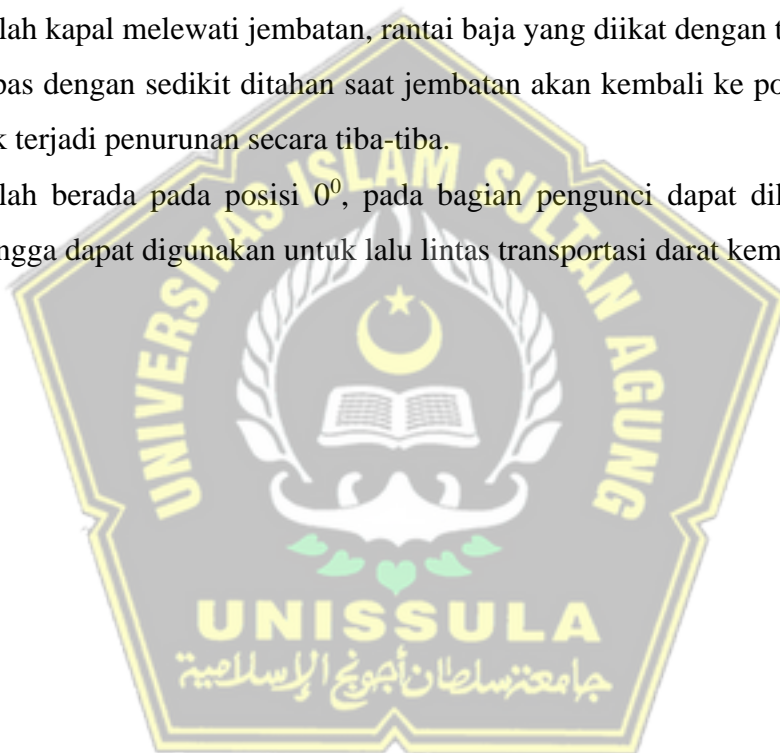 lah kapal melewati jembatan, rantai baja yang diikat dengan t
pas dengan sedikit ditahan saat jembatan akan kembali ke po
k terjadi penurunan secara tiba-tiba.
lah berada pada posisi 0⁰, pada bagian pengunci dapat dil
ngga dapat digunakan untuk lalu lintas transportasi darat kem
UNIVERSITAS ISLAM SULTAN AGUNG
UNISSULA
جامعة سلطان أجونج الإسلامية